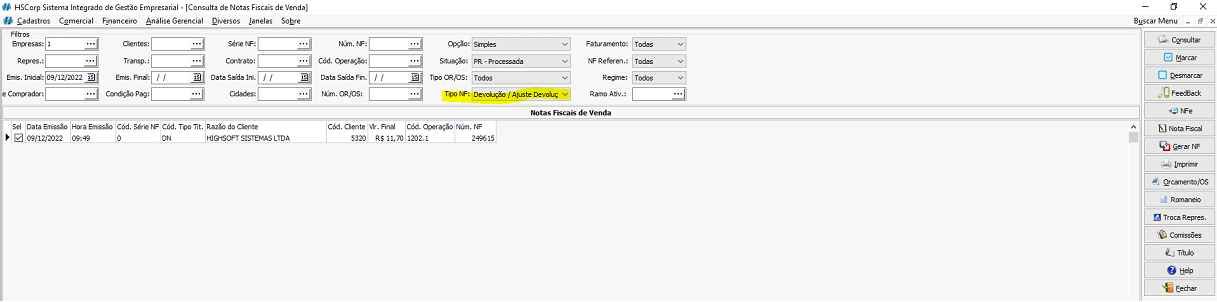 HSCorp Sistema Integrado de Gestão Empresarial - [Consulta de Notas Fiscais de Venda]
Cadastros Comercial Financeiro Análise Gerencial Diversos Janelas Sobre Buscar Menu
Filtros
Empresas: 1 Clientes: Série NF: Núm. NF: Opção: Simples Faturamento: Todas
Repres.: Transp.: Contrato: Cód. Operação: Situação: PR - Processada NF Referen.: Todas
Emis. Inicial: 09/12/2022 Emis. Final: / / Data Saída Ini. / / Data Saída Fin. / / Tipo OR/OS: Todos Regime: Todos
e Comprador: Condição Pag: Cidades: Núm. OR/OS: Tipo NF: Devolução / Ajuste Devoluç Ramo Ativ.:
Notas Fiscais de Venda
Sel Data Emissão Hora Emissão Cód. Série NF Cód. Tipo Tit. Razão do Cliente Cód. Cliente Vlr. Final Cód. Operação Núm. NF
09/12/2022 09:49 0 DN HIGHSOFT SISTEMAS LTDA 5320 R$ 11,70 1202.1 249615
Consultar
Marcar
Desmarcar
FeedBack
NFe
Nota Fiscal
Gerar NF
Imprimir
Orcamento/OS
Romaneio
Troca Repres.
Comissões
Título
Help
Fechar